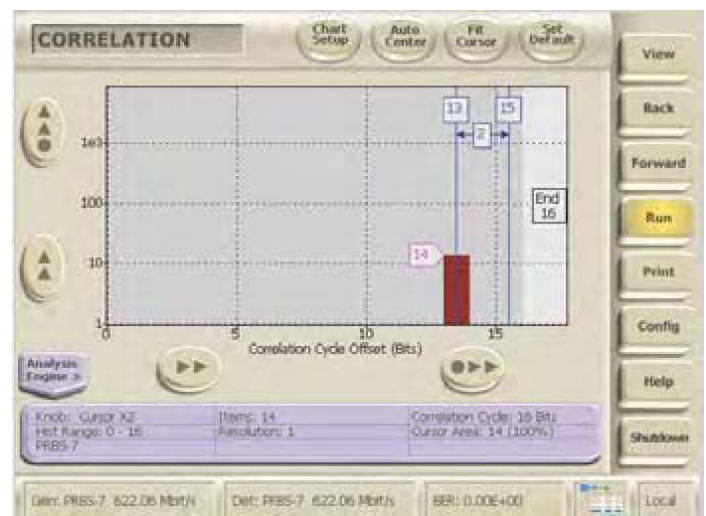 CORRELATION
Chart Setup
Auto Center
Fit Cursor
Set Default
View
Back
Forward
Run
Print
Config
Help
Shutdown
13
15
2
1e3
100
End 16
14
10
1
0
5
10
15
Correlation Cycle Offset (Bits)
Analysis Engine »
Knob: Cursor X2
Items: 14
Correlation Cycle: 16 Bits
Hist Range: 0 - 16
Resolution: 1
Cursor Area: 14 (100%)
PRBS-7
Gen: PRBS-7 622.06 Mbit/s
Det: PRBS-7 622.06 Mbit/s
BER: 0.00E+00
Local